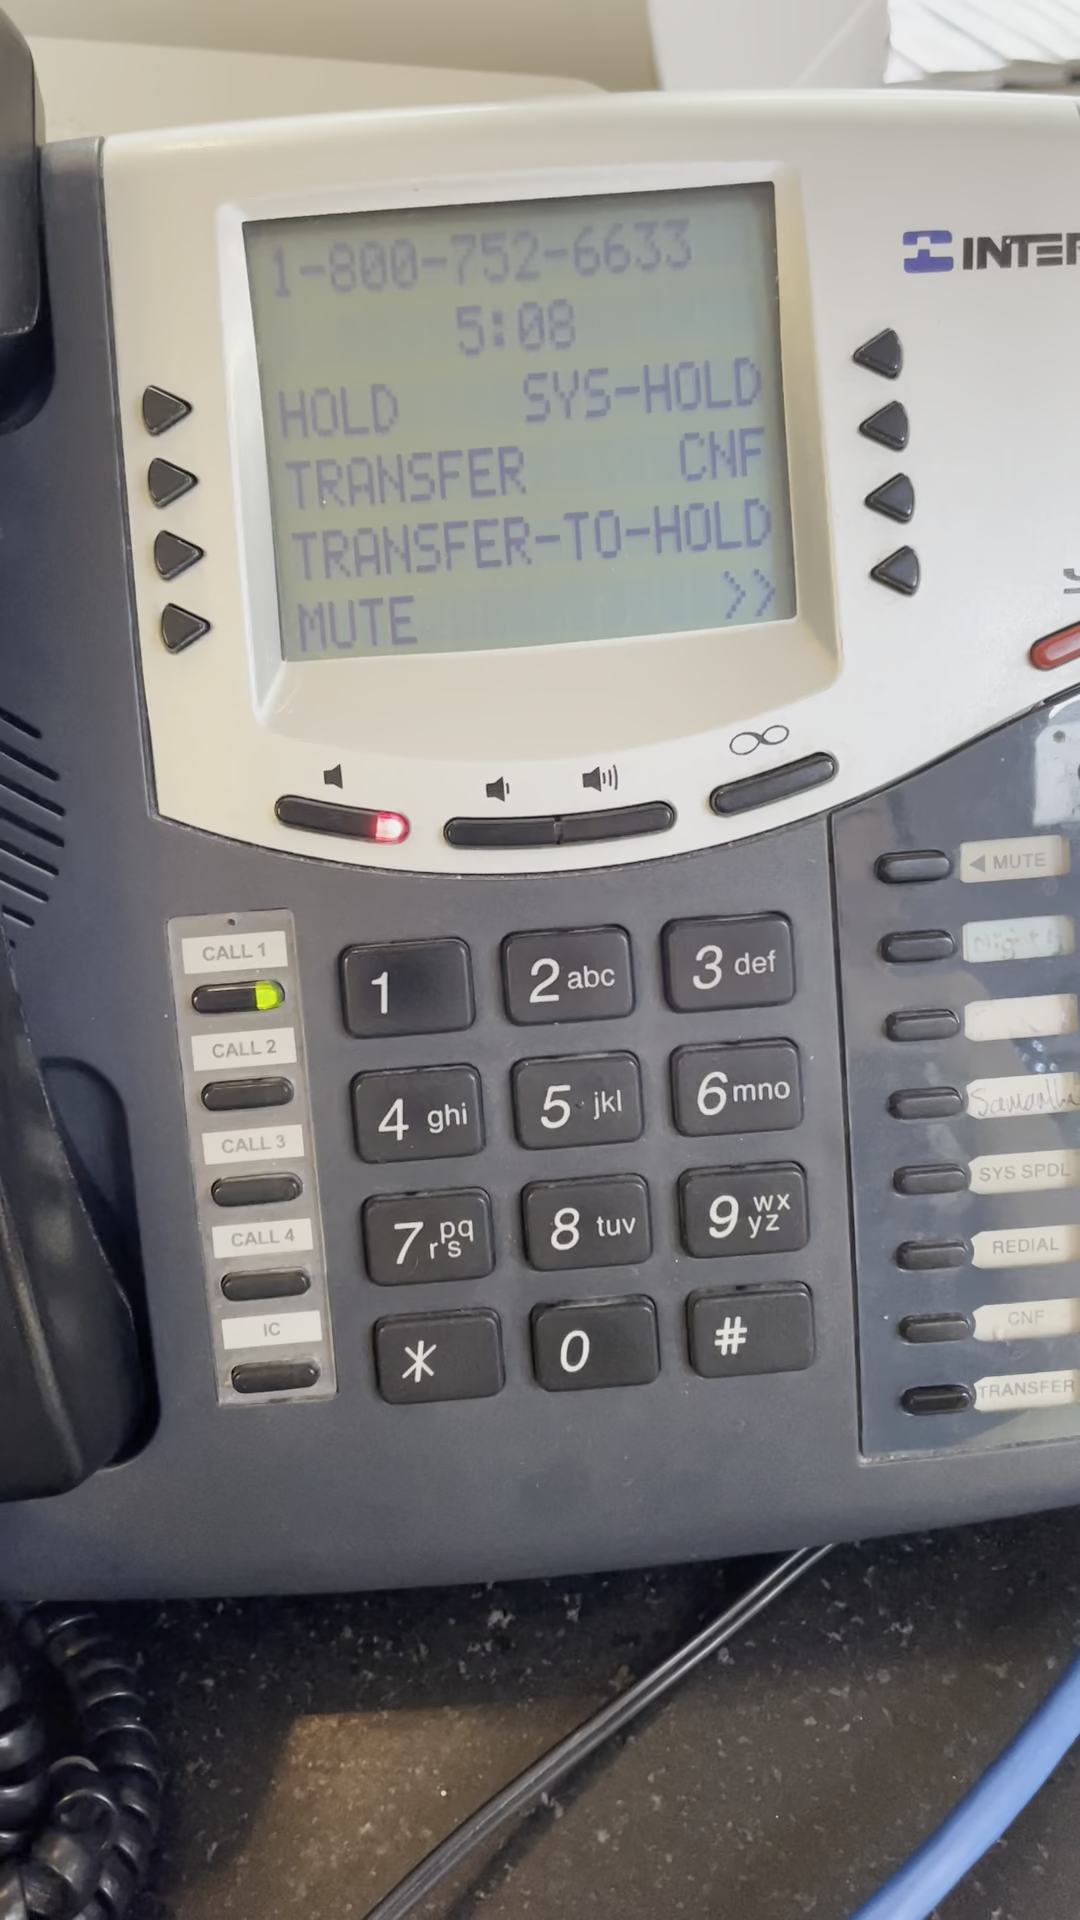 1-800-752-6633
5:08
HOLD SYS-HOLD
TRANSFER CNF
TRANSFER-TO-HOLD
MUTE >>
INTER
CALL 1
CALL 2
CALL 3
CALL 4
IC
1
2 abc
3 def
4 ghi
5 jkl
6 mno
7 pqrs
8 tuv
9 wxyz
*
0
#
MUTE
SYS SPDL
REDIAL
CNF
TRANSFER